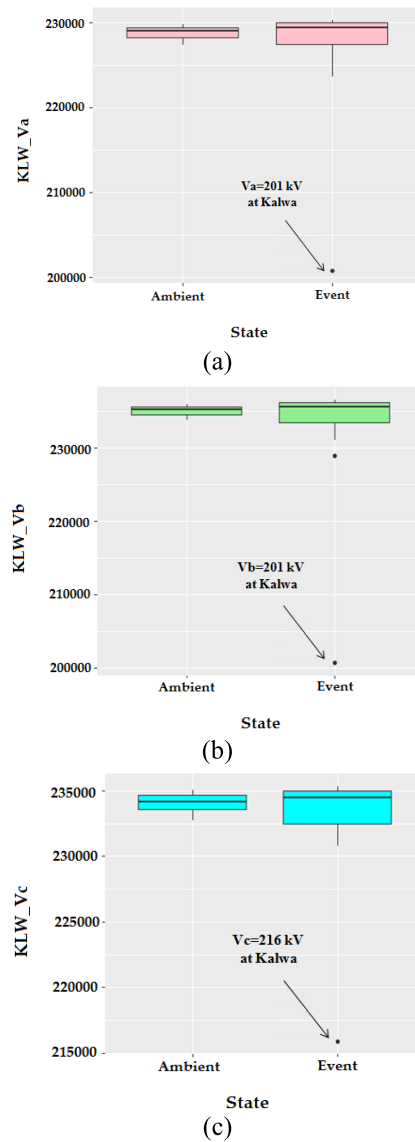 230000
220000
210000
200000
KLW_Va
Va=201 kV
at Kalwa
Ambient
Event
State
(a)
230000
220000
210000
200000
KLW_Vb
Vb=201 kV
at Kalwa
Ambient
Event
State
(b)
235000
230000
225000
220000
215000
KLW_Vc
Vc=216 kV
at Kalwa
Ambient
Event
State
(c)